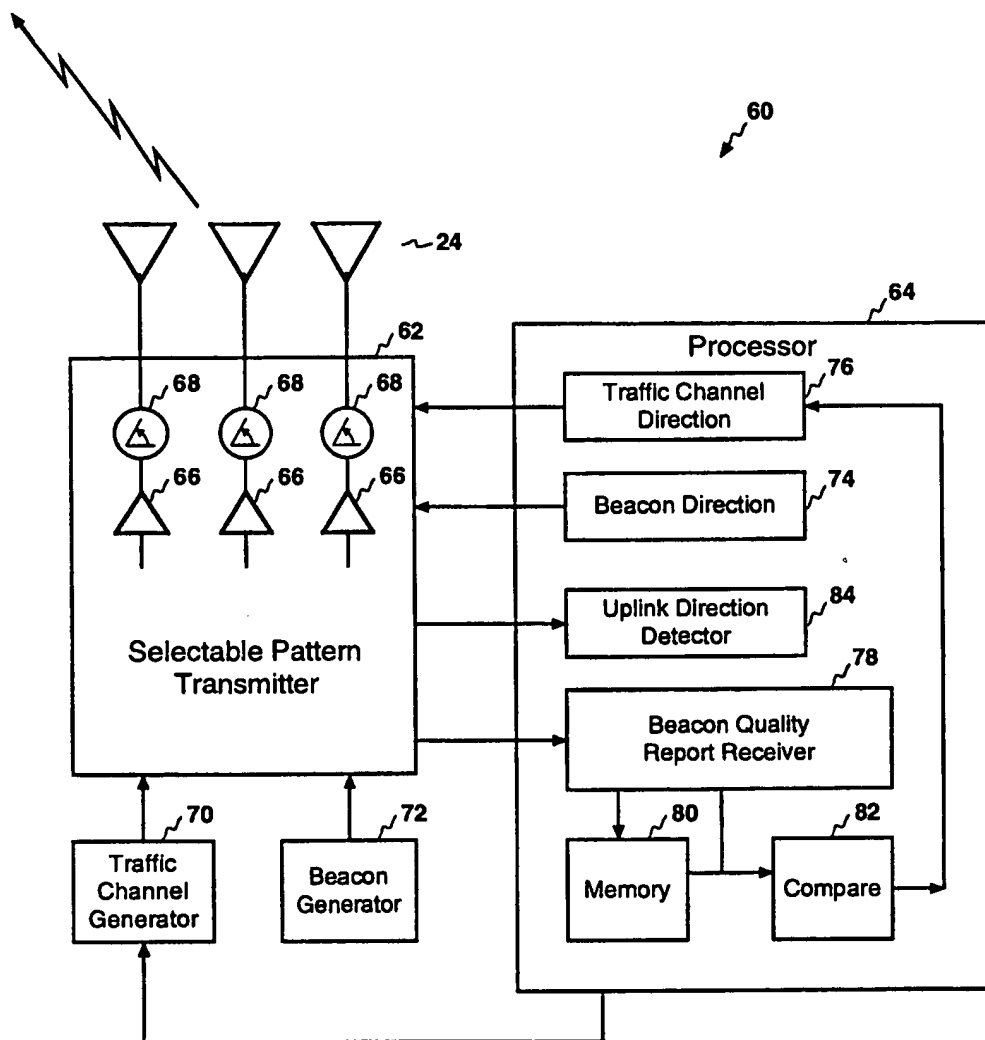 60
24
62
64
Processor
68
68
68
76
Traffic Channel
Direction
66
66
66
74
Beacon Direction
84
Uplink Direction
Detector
Selectable Pattern
Transmitter
78
Beacon Quality
Report Receiver
70
72
80
82
Traffic
Channel
Generator
Beacon
Generator
Memory
Compare